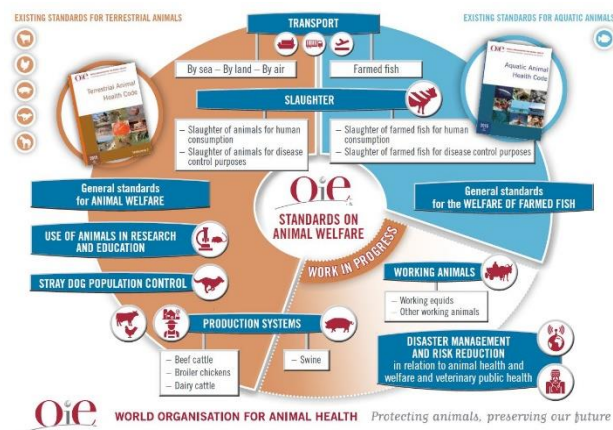 EXISTING STANDARDS FOR TERRESTRIAL ANIMALS
TRANSPORT
EXISTING STANDARDS FOR AQUATIC ANIMALS
By sea – By land – By air
Farmed fish
Oie
Terrestrial Animal
Health Code
Oie
Aquatic Animal
Health Code
SLAUGHTER
– Slaughter of animals for human
consumption
– Slaughter of animals for disease
control purposes
– Slaughter of farmed fish for human
consumption
– Slaughter of farmed fish for disease control purposes
General standards
for ANIMAL WELFARE
General standards
for the WELFARE OF FARMED FISH
Oie
STANDARDS ON
ANIMAL WELFARE
USE OF ANIMALS IN RESEARCH
AND EDUCATION
STRAY DOG POPULATION CONTROL
WORK IN PROGRESS
WORKING ANIMALS
– Working equids
– Other working animals
PRODUCTION SYSTEMS
– Beef cattle
– Broiler chickens
– Dairy cattle
– Swine
DISASTER MANAGEMENT
AND RISK REDUCTION
in relation to animal health and
welfare and veterinary public health
Oie WORLD ORGANISATION FOR ANIMAL HEALTH Protecting animals, preserving our future